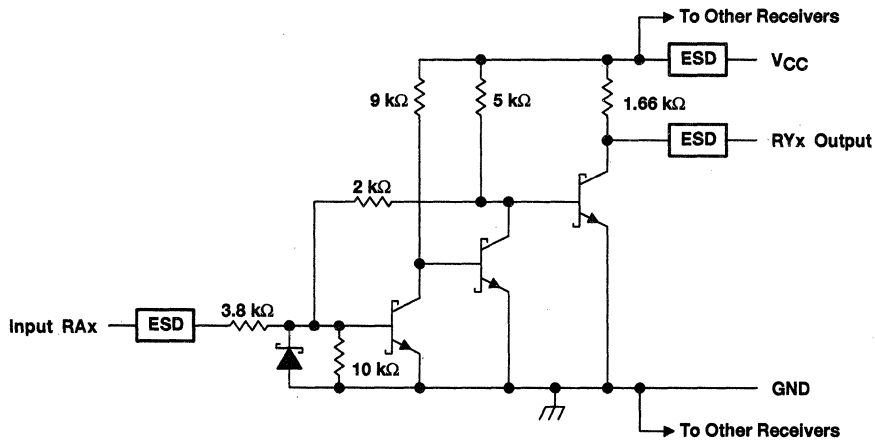 To Other Receivers
ESD
VCC
9 kΩ
5 kΩ
1.66 kΩ
ESD
RYx Output
2 kΩ
Input RAx
ESD
3.8 kΩ
10 kΩ
GND
To Other Receivers